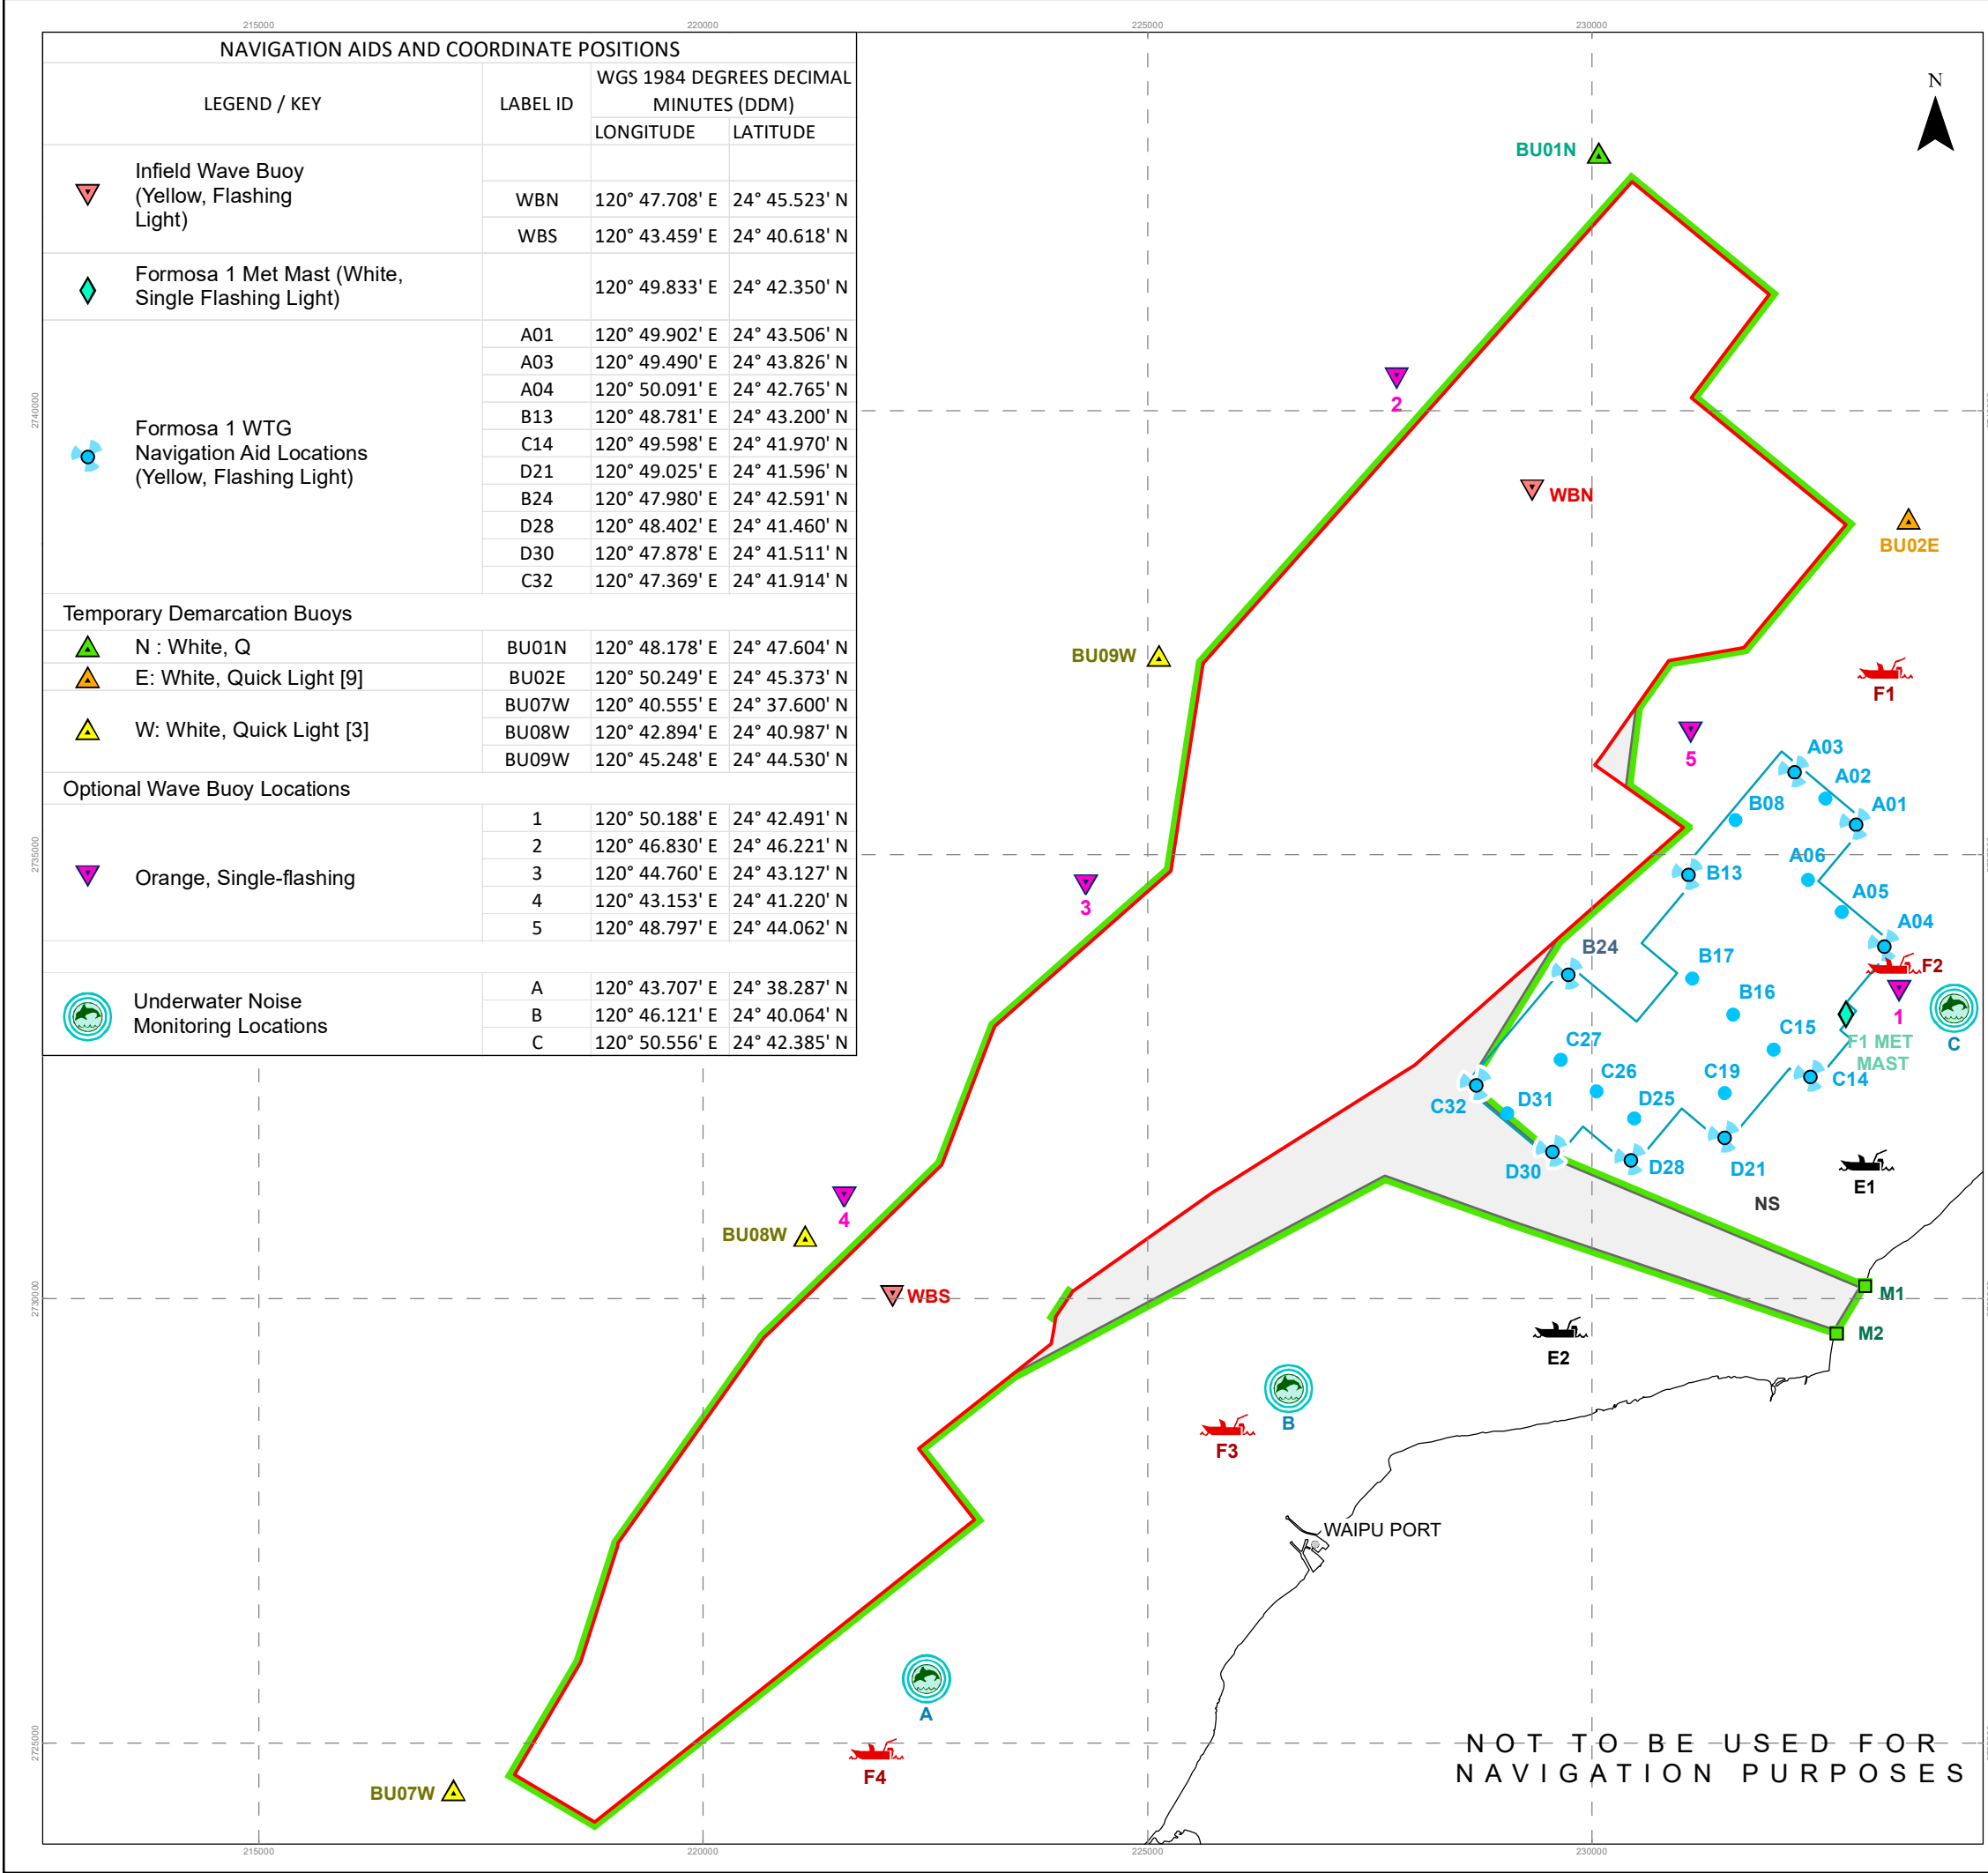 215000 220000 225000 230000
NAVIGATION AIDS AND COORDINATE POSITIONS
LEGEND / KEY LABEL ID WGS 1984 DEGREES DECIMAL
MINUTES (DDM)
LONGITUDE LATITUDE
Infield Wave Buoy
(Yellow, Flashing
Light)
WBN 120° 47.708' E 24° 45.523' N
WBS 120° 43.459' E 24° 40.618' N
Formosa 1 Met Mast (White,
Single Flashing Light)
120° 49.833' E 24° 42.350' N
Formosa 1 WTG
Navigation Aid Locations
(Yellow, Flashing Light)
A01 120° 49.902' E 24° 43.506' N
A03 120° 49.490' E 24° 43.826' N
A04 120° 50.091' E 24° 42.765' N
B13 120° 48.781' E 24° 43.200' N
C14 120° 49.598' E 24° 41.970' N
D21 120° 49.025' E 24° 41.596' N
B24 120° 47.980' E 24° 42.591' N
D28 120° 48.402' E 24° 41.460' N
D30 120° 47.878' E 24° 41.511' N
C32 120° 47.369' E 24° 41.914' N
Temporary Demarcation Buoys
N : White, Q BU01N 120° 48.178' E 24° 47.604' N
E: White, Quick Light [9] BU02E 120° 50.249' E 24° 45.373' N
W: White, Quick Light [3]
BU07W 120° 40.555' E 24° 37.600' N
BU08W 120° 42.894' E 24° 40.987' N
BU09W 120° 45.248' E 24° 44.530' N
Optional Wave Buoy Locations
Orange, Single-flashing
1 120° 50.188' E 24° 42.491' N
2 120° 46.830' E 24° 46.221' N
3 120° 44.760' E 24° 43.127' N
4 120° 43.153' E 24° 41.220' N
5 120° 48.797' E 24° 44.062' N
Underwater Noise
Monitoring Locations
A 120° 43.707' E 24° 38.287' N
B 120° 46.121' E 24° 40.064' N
C 120° 50.556' E 24° 42.385' N
N
BU01N
2740000
2
WBN
BU02E
BU09W
F1
5
A03
A02
B08
A01
2735000
A06
B13
A05
3
A04
B24
B17
F2
B16
1
C15
F1 MET
MAST
C
C27
C26
C19
C14
D31
D25
C32
D30
D28
D21
E1
NS
4
BU08W
WBS
M1
2730000
M2
E2
B
F3
WAIPU PORT
A
2725000
NOT TO BE USED FOR
NAVIGATION PURPOSES
F4
BU07W
215000 220000 225000 230000